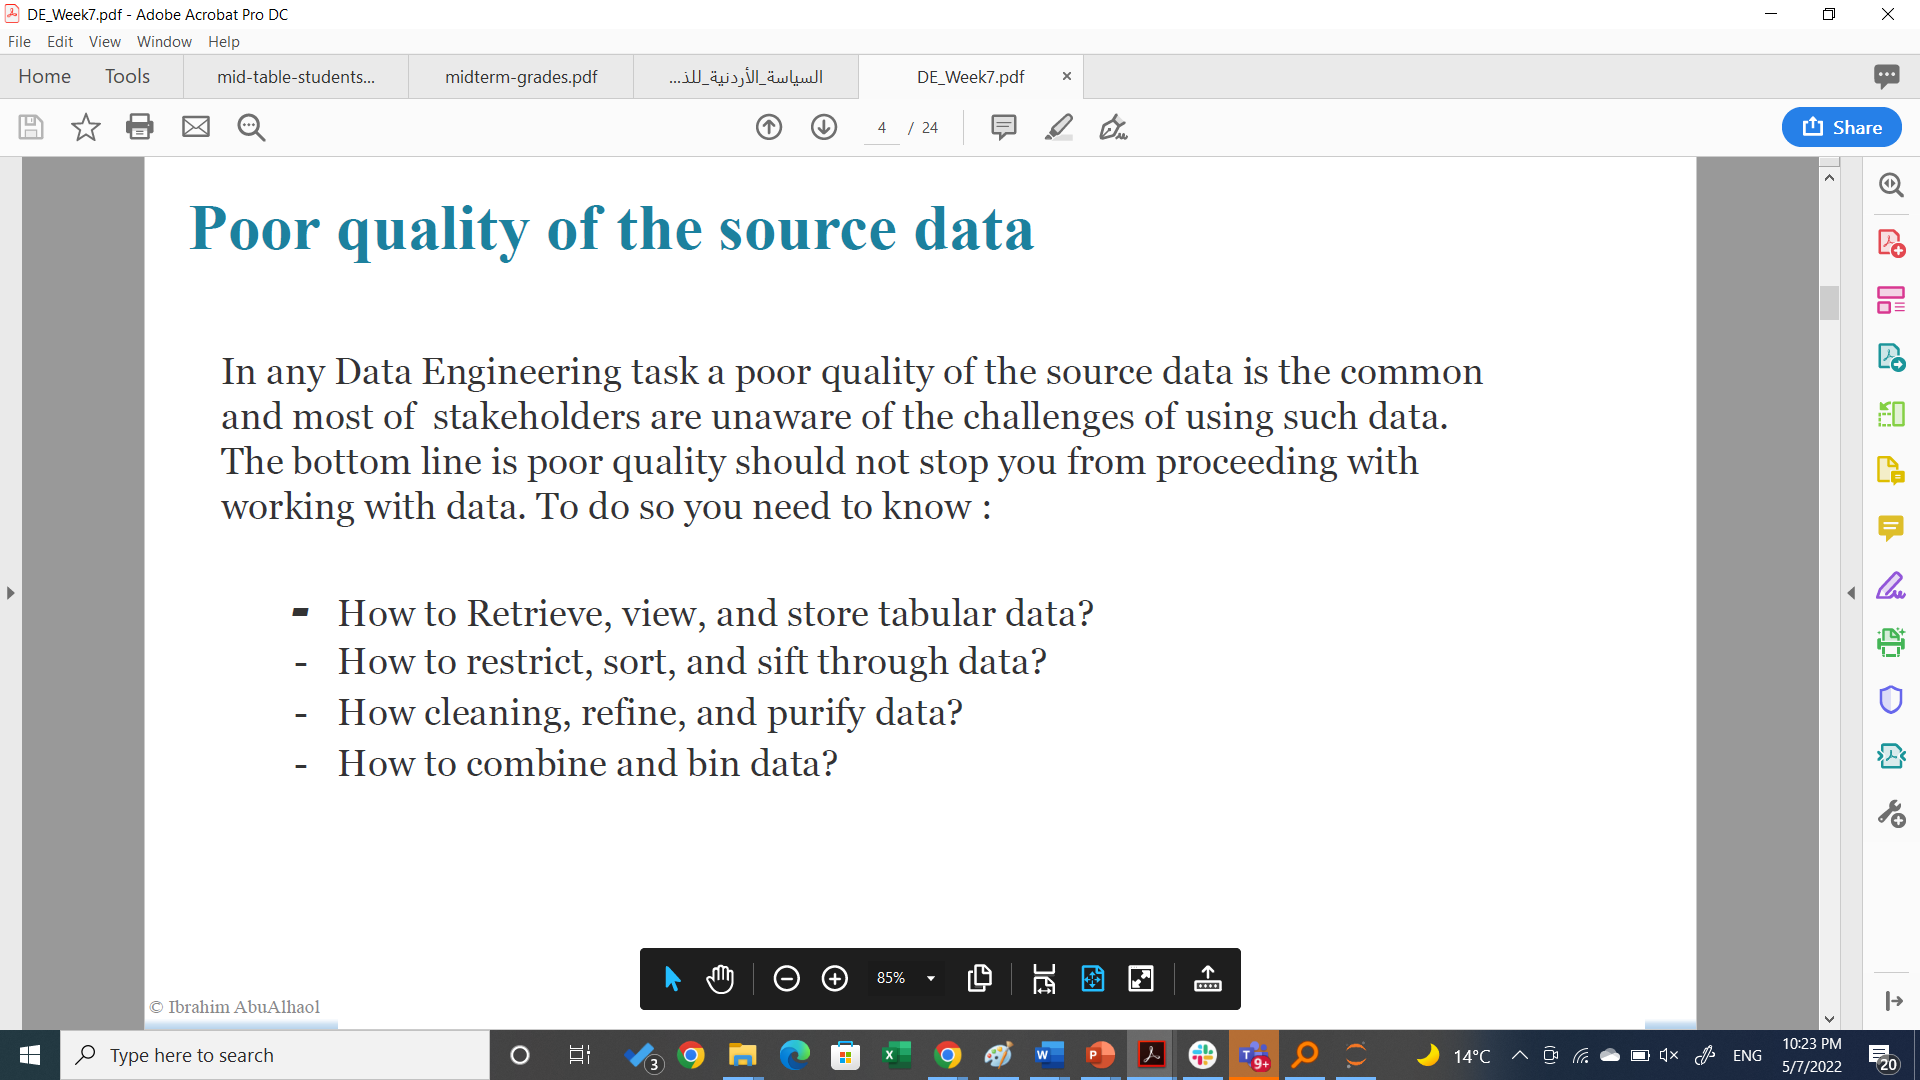 DE_Week7.pdf - Adobe Acrobat Pro DC
File Edit View Window Help
Home Tools mid-table-students... midterm-grades.pdf السياسة_الأردنية_للذ... DE_Week7.pdf ×
4 / 24 Share
Poor quality of the source data
In any Data Engineering task a poor quality of the source data is the common
and most of stakeholders are unaware of the challenges of using such data.
The bottom line is poor quality should not stop you from proceeding with
working with data. To do so you need to know :
- How to Retrieve, view, and store tabular data?
- How to restrict, sort, and sift through data?
- How cleaning, refine, and purify data?
- How to combine and bin data?
85%
© Ibrahim AbuAlhaol
Type here to search 3 9+ 14°C ENG 10:23 PM
5/7/2022 20